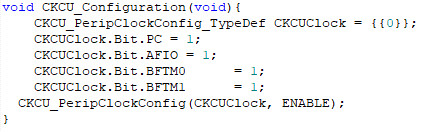 void CKCU_Configuration(void){
    CKCU_PeripClockConfig_TypeDef CKCUClock = {{0}};
    CKCUClock.Bit.PC = 1;
    CKCUClock.Bit.AFIO = 1;
    CKCUClock.Bit.BFTM0      = 1;
    CKCUClock.Bit.BFTM1      = 1;
  CKCU_PeripClockConfig(CKCUClock, ENABLE);
}